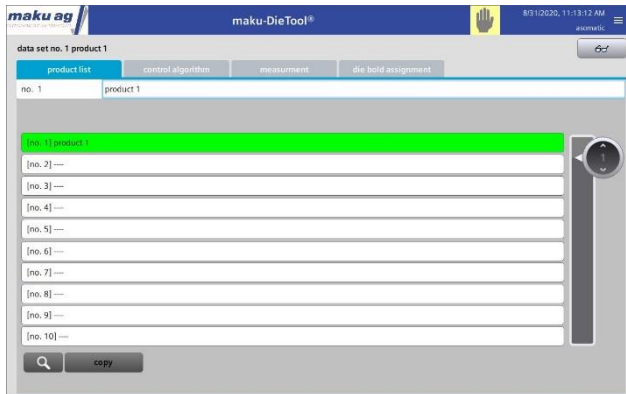 maku ag
maku-DieTool®
8/31/2020, 11:13:12 AM
asomatic
data set no. 1 product 1
product list
control algorithm
measurment
die bold assignment
no. 1
product 1
[no. 1] product 1
[no. 2] ----
[no. 3] ----
[no. 4] ----
[no. 5] ----
[no. 6] ----
[no. 7] ----
[no. 8] ----
[no. 9] ----
[no. 10] ----
1
copy